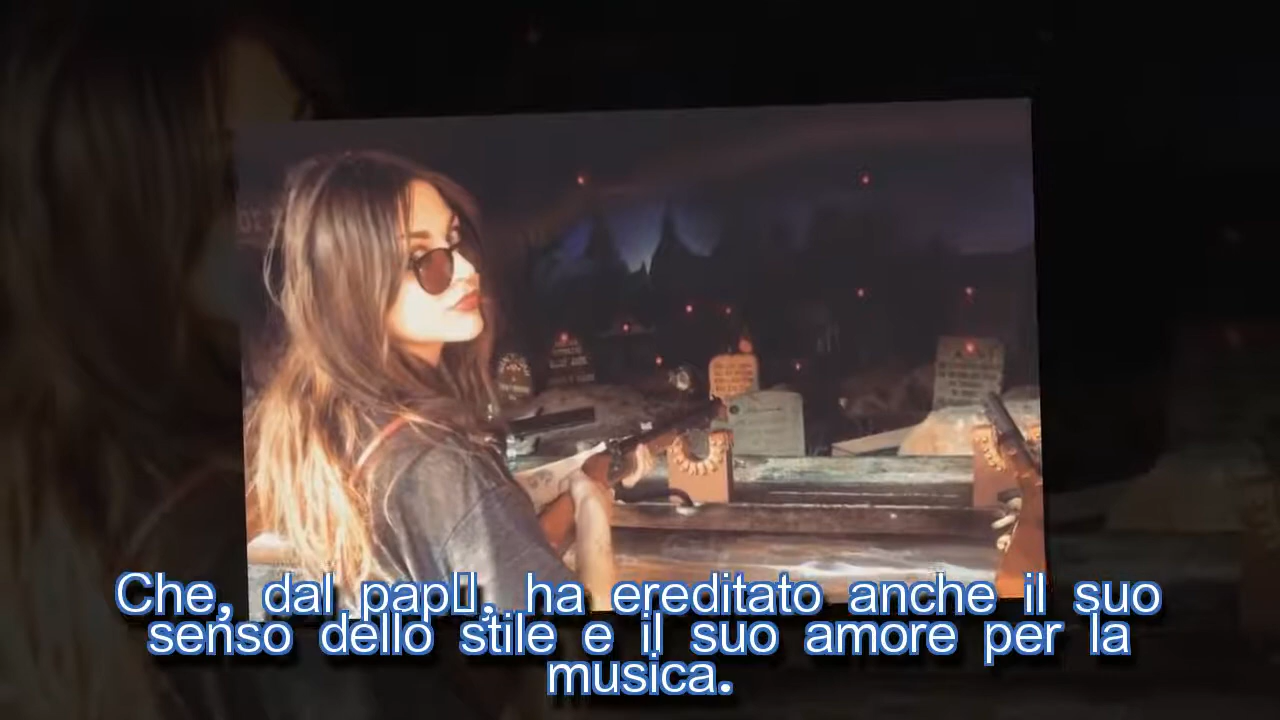 Che, dal pap▯, ha ereditato anche il suo
senso dello stile e il suo amore per la
musica.